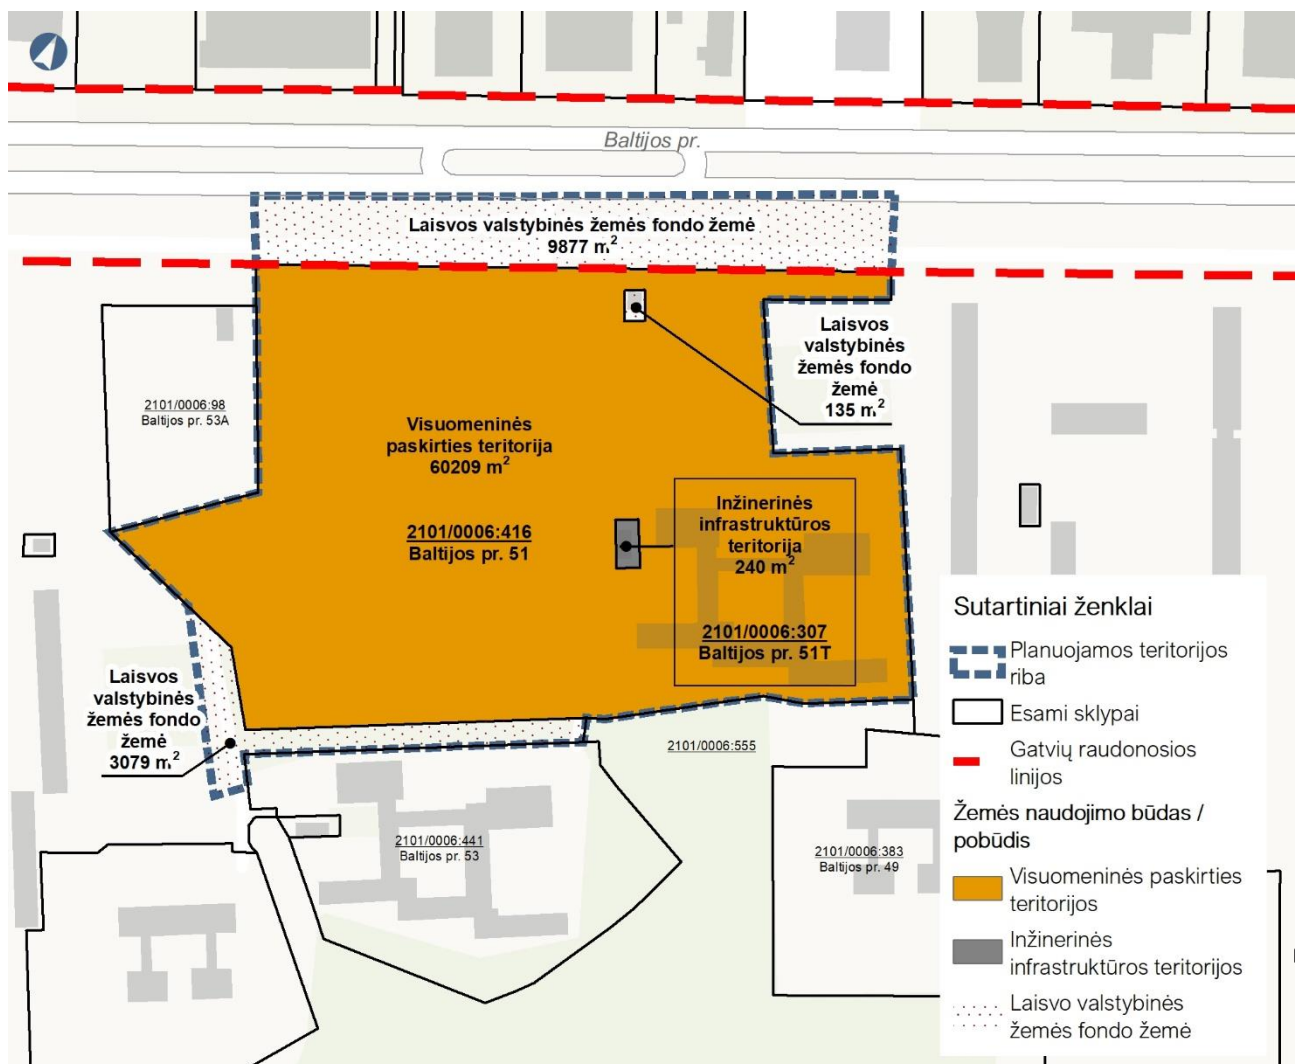 Baltijos pr.
Laisvos valstybinės žemės fondo žemė
9877 m²
Laisvos
valstybinės
žemės fondo
žemė
135 m²
2101/0006:98
Baltijos pr. 53A
Visuomeninės
paskirties teritorija
60209 m²
2101/0006:416
Baltijos pr. 51
Inžinerinės
infrastruktūros
teritorija
240 m²
2101/0006:307
Baltijos pr. 51T
Laisvos
valstybinės
žemės fondo
žemė
3079 m²
2101/0006:555
2101/0006:441
Baltijos pr. 53
2101/0006:383
Baltijos pr. 49
Sutartiniai ženklai
Planuojamos teritorijos
riba
Esami sklypai
Gatvių raudonosios
linijos
Žemės naudojimo būdas /
pobūdis
Visuomeninės paskirties
teritorijos
Inžinerinės
infrastruktūros teritorijos
Laisvo valstybinės
žemės fondo žemė